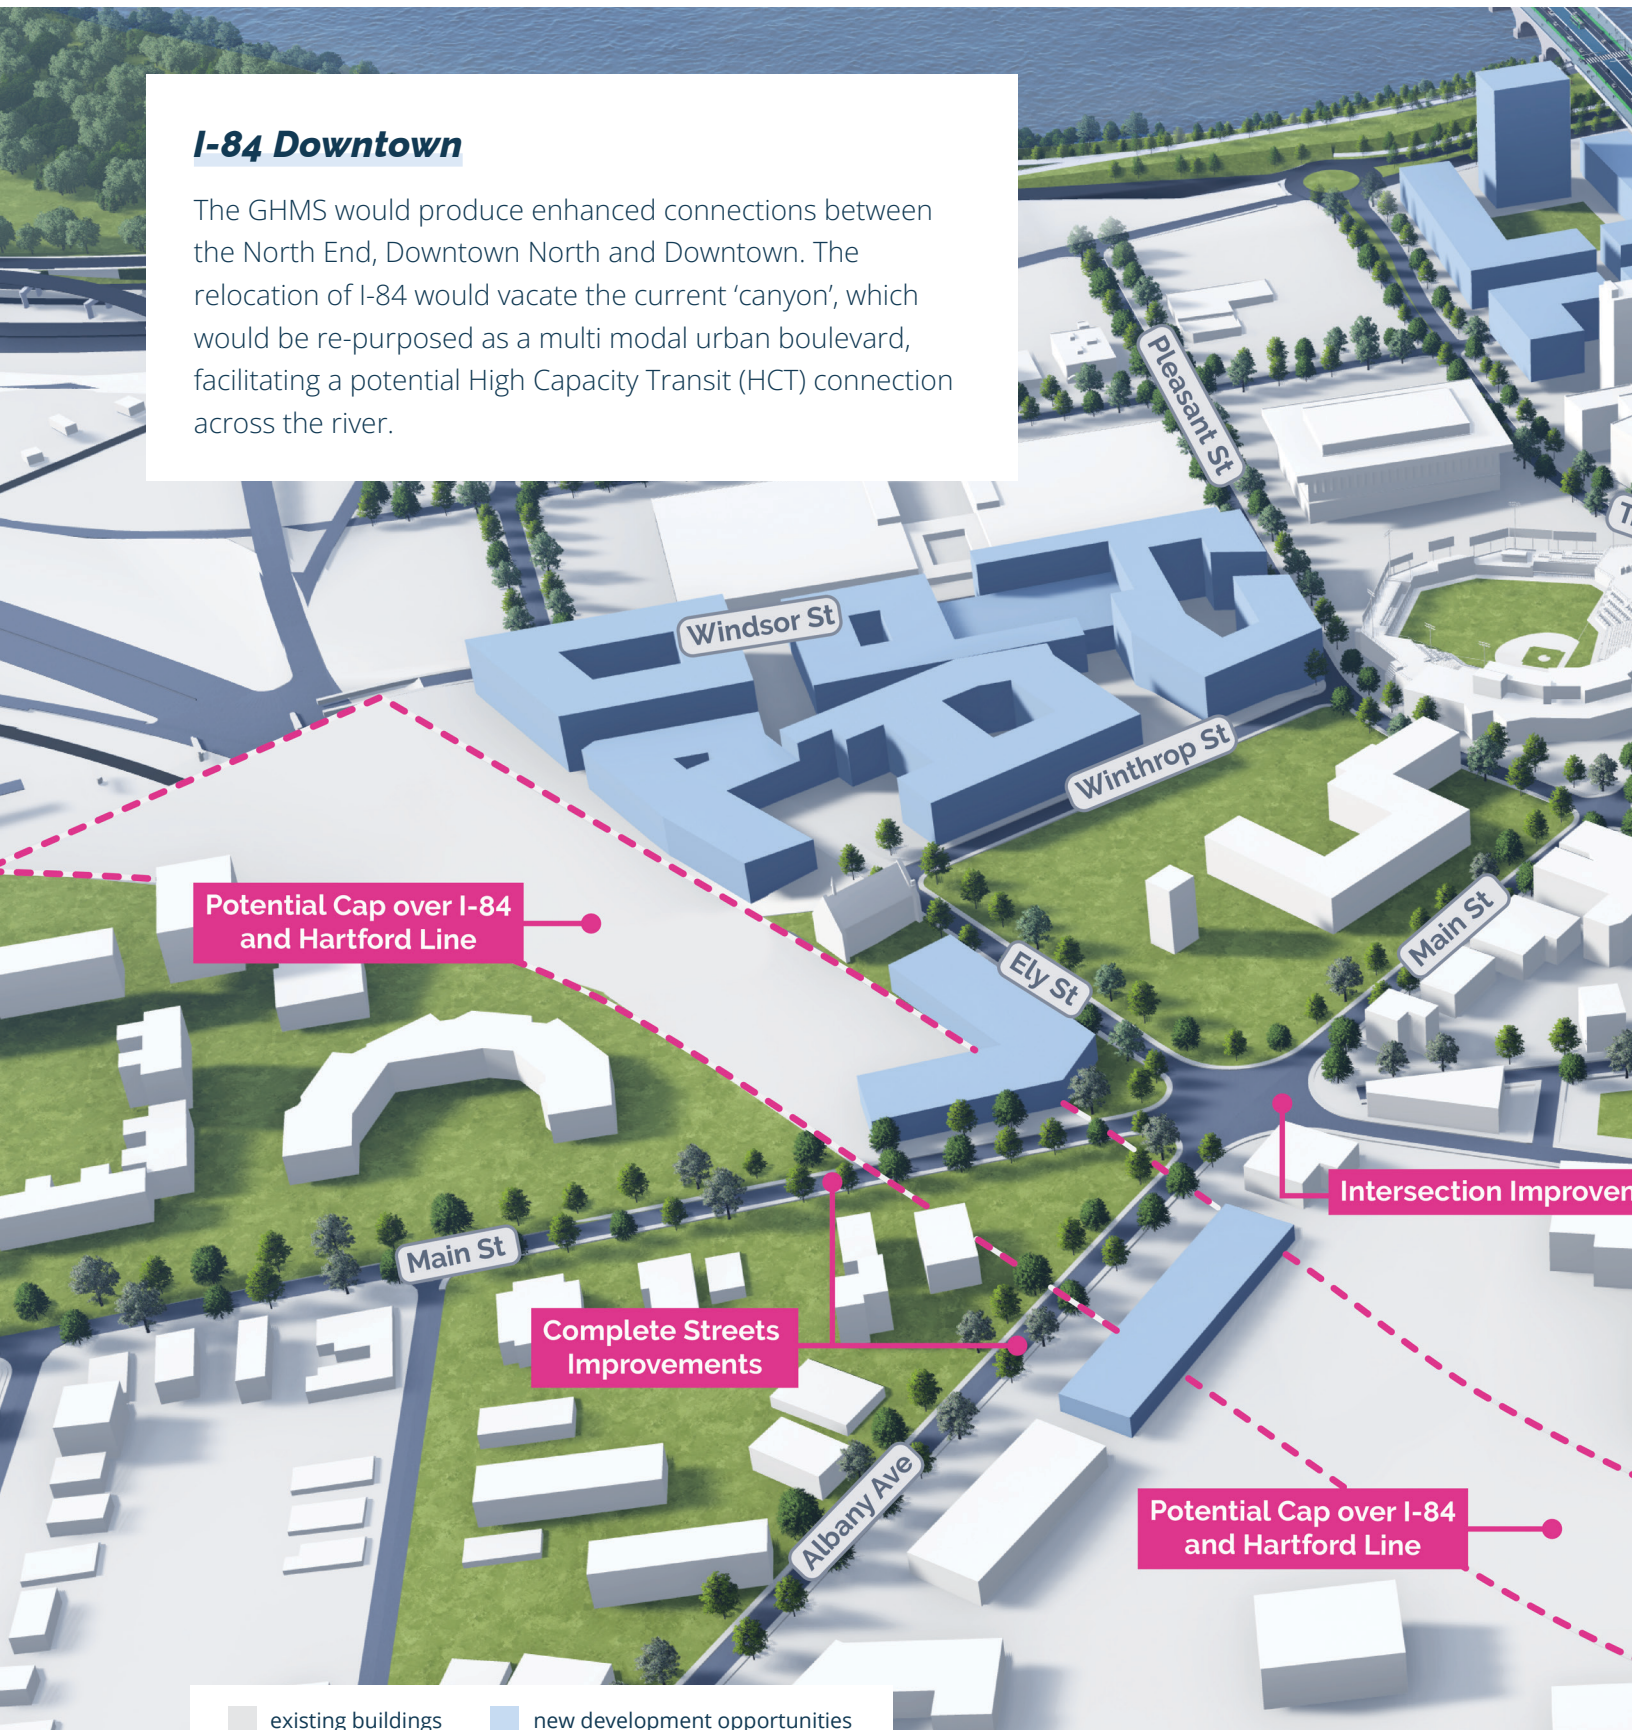 I-84 Downtown
The GHMS would produce enhanced connections between
the North End, Downtown North and Downtown. The
relocation of I-84 would vacate the current ‘canyon’, which
would be re-purposed as a multi modal urban boulevard,
facilitating a potential High Capacity Transit (HCT) connection
across the river.
Pleasant St
Windsor St
Winthrop St
Potential Cap over I-84
and Hartford Line
Main St
Ely St
Intersection
Main St
Complete Streets
Improvements
Albany Ave
Potential Cap over I-84
and Hartford Line
existing buildings
new development opportunities